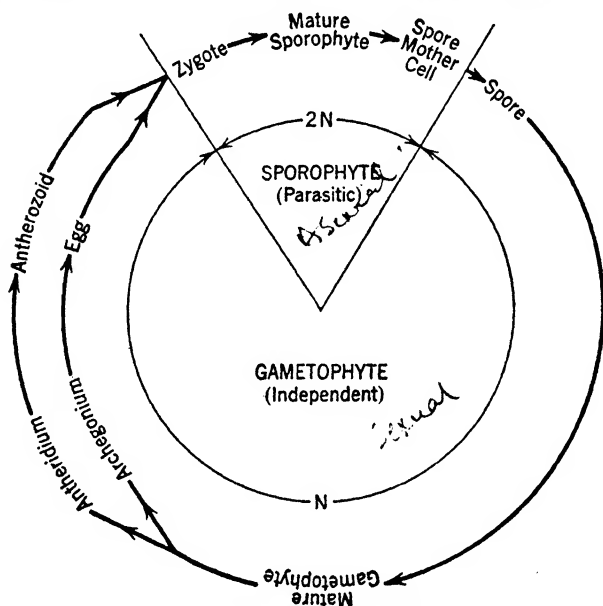 Mature
Sporophyte
Zygote
Spore
Mother
Cell
Spore
2N
SPOROPHYTE
(Parasitic)
Asexual
Antherozoid
Egg
GAMETOPHYTE
(Independent)
Sexual
Archegonium
Antheridium
N
Mature
Gametophyte